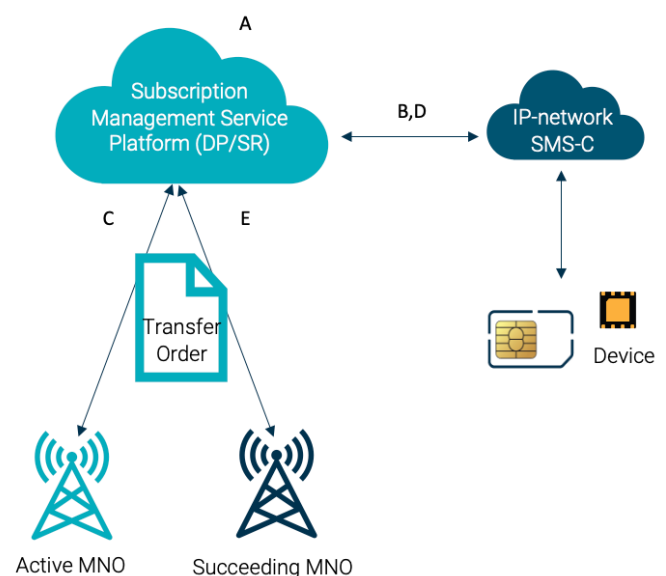 A
Subscription
Management Service
Platform (DP/SR)
B,D
IP-network
SMS-C
C
E
Transfer
Order
Device
Active MNO
Succeeding MNO